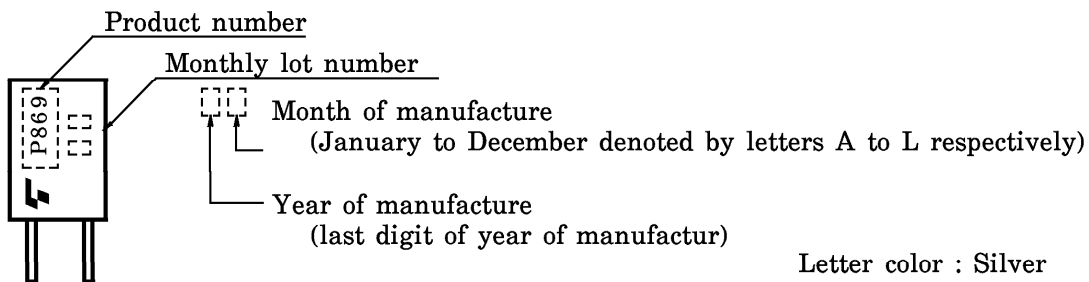 Product number
Monthly lot number
P869
Month of manufacture
(January to December denoted by letters A to L respectively)
Year of manufacture
(last digit of year of manufactur)
Letter color : Silver